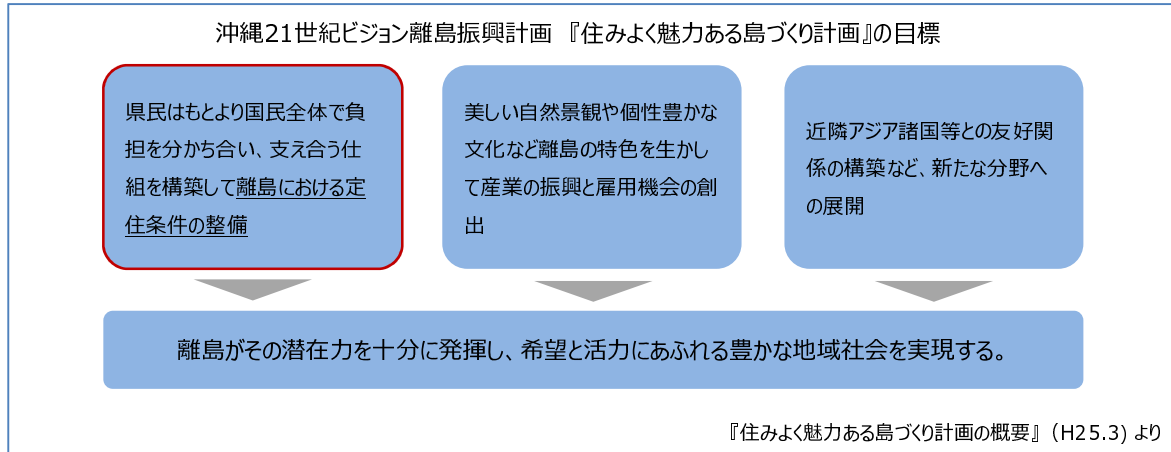 沖縄21世紀ビジョン離島振興計画 『住みよく魅力ある島づくり計画』の目標
県民はもとより国民全体で負
担を分かち合い、支え合う仕
組を構築して離島における定
住条件の整備
美しい自然景観や個性豊かな
文化など離島の特色を生かし
て産業の振興と雇用機会の創
出
近隣アジア諸国等との友好関
係の構築など、新たな分野へ
の展開
離島がその潜在力を十分に発揮し、希望と活力にあふれる豊かな地域社会を実現する。
『住みよく魅力ある島づくり計画の概要』（H25.3) より